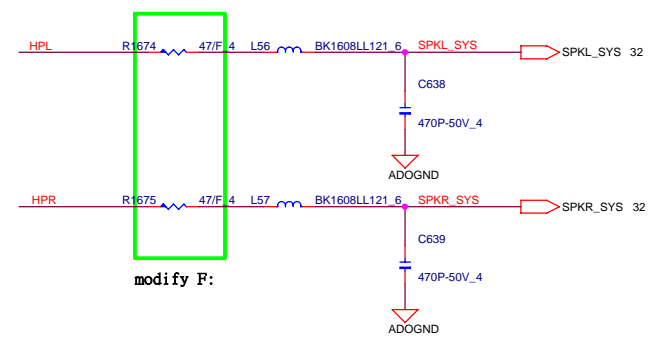 HPL R1674 47/F_4 L56 BK1608LL121_6 SPKL_SYS SPKL_SYS 32
C638
470P-50V_4
ADOGND
HPR R1675 47/F_4 L57 BK1608LL121_6 SPKR_SYS SPKR_SYS 32
C639
modify F:
470P-50V_4
ADOGND